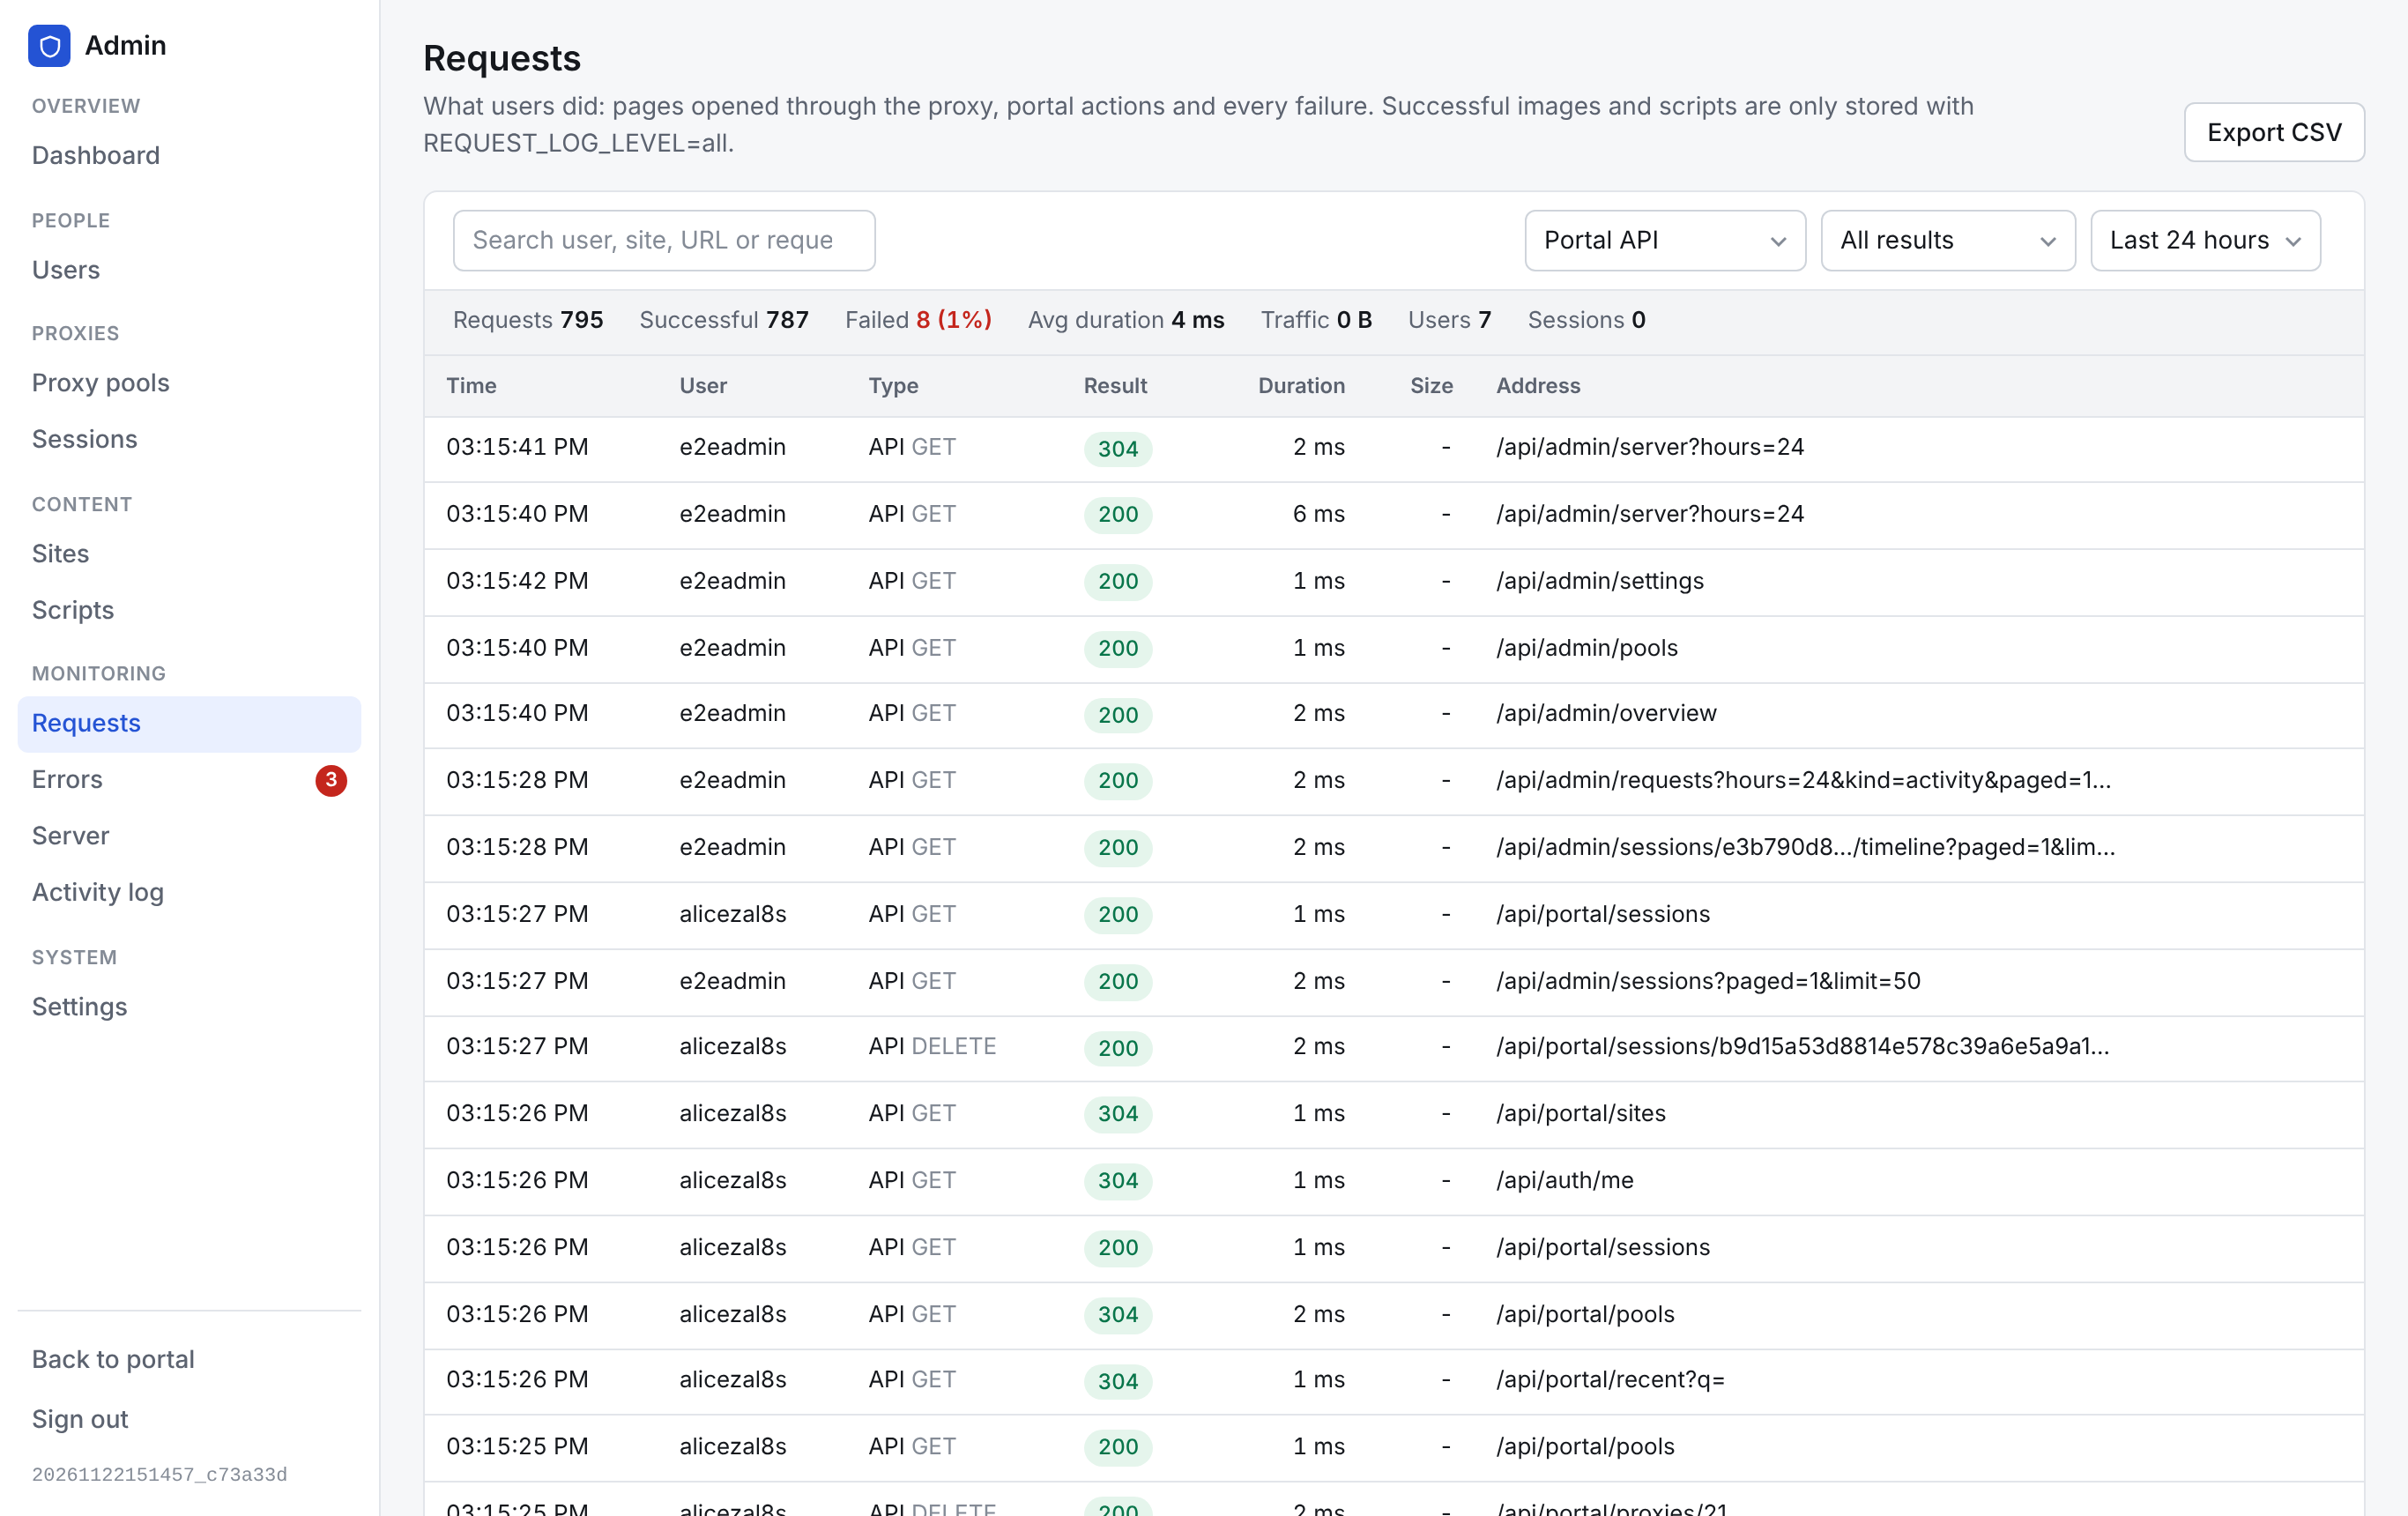 Admin
OVERVIEW
Dashboard
PEOPLE
Users
PROXIES
Proxy pools
Sessions
CONTENT
Sites
Scripts
MONITORING
Requests
Errors 3
Server
Activity log
SYSTEM
Settings
Back to portal
Sign out
20261122151457_c73a33d
Requests
What users did: pages opened through the proxy, portal actions and every failure. Successful images and scripts are only stored with
REQUEST_LOG_LEVEL=all.
Export CSV
Search user, site, URL or reque
Portal API All results Last 24 hours
Requests 795 Successful 787 Failed 8 (1%) Avg duration 4 ms Traffic 0 B Users 7 Sessions 0
Time User Type Result Duration Size Address
03:15:41 PM e2eadmin API GET 304 2 ms - /api/admin/server?hours=24
03:15:40 PM e2eadmin API GET 200 6 ms - /api/admin/server?hours=24
03:15:42 PM e2eadmin API GET 200 1 ms - /api/admin/settings
03:15:40 PM e2eadmin API GET 200 1 ms - /api/admin/pools
03:15:40 PM e2eadmin API GET 200 2 ms - /api/admin/overview
03:15:28 PM e2eadmin API GET 200 2 ms - /api/admin/requests?hours=24&kind=activity&paged=1...
03:15:28 PM e2eadmin API GET 200 2 ms - /api/admin/sessions/e3b790d8.../timeline?paged=1&lim...
03:15:27 PM alicezal8s API GET 200 1 ms - /api/portal/sessions
03:15:27 PM e2eadmin API GET 200 2 ms - /api/admin/sessions?paged=1&limit=50
03:15:27 PM alicezal8s API DELETE 200 2 ms - /api/portal/sessions/b9d15a53d8814e578c39a6e5a9a1...
03:15:26 PM alicezal8s API GET 304 1 ms - /api/portal/sites
03:15:26 PM alicezal8s API GET 304 1 ms - /api/auth/me
03:15:26 PM alicezal8s API GET 200 1 ms - /api/portal/sessions
03:15:26 PM alicezal8s API GET 304 2 ms - /api/portal/pools
03:15:26 PM alicezal8s API GET 304 1 ms - /api/portal/recent?q=
03:15:25 PM alicezal8s API GET 200 1 ms - /api/portal/pools
03:15:25 PM alicezal8s API DELETE 200 2 ms - /api/portal/proxies/21